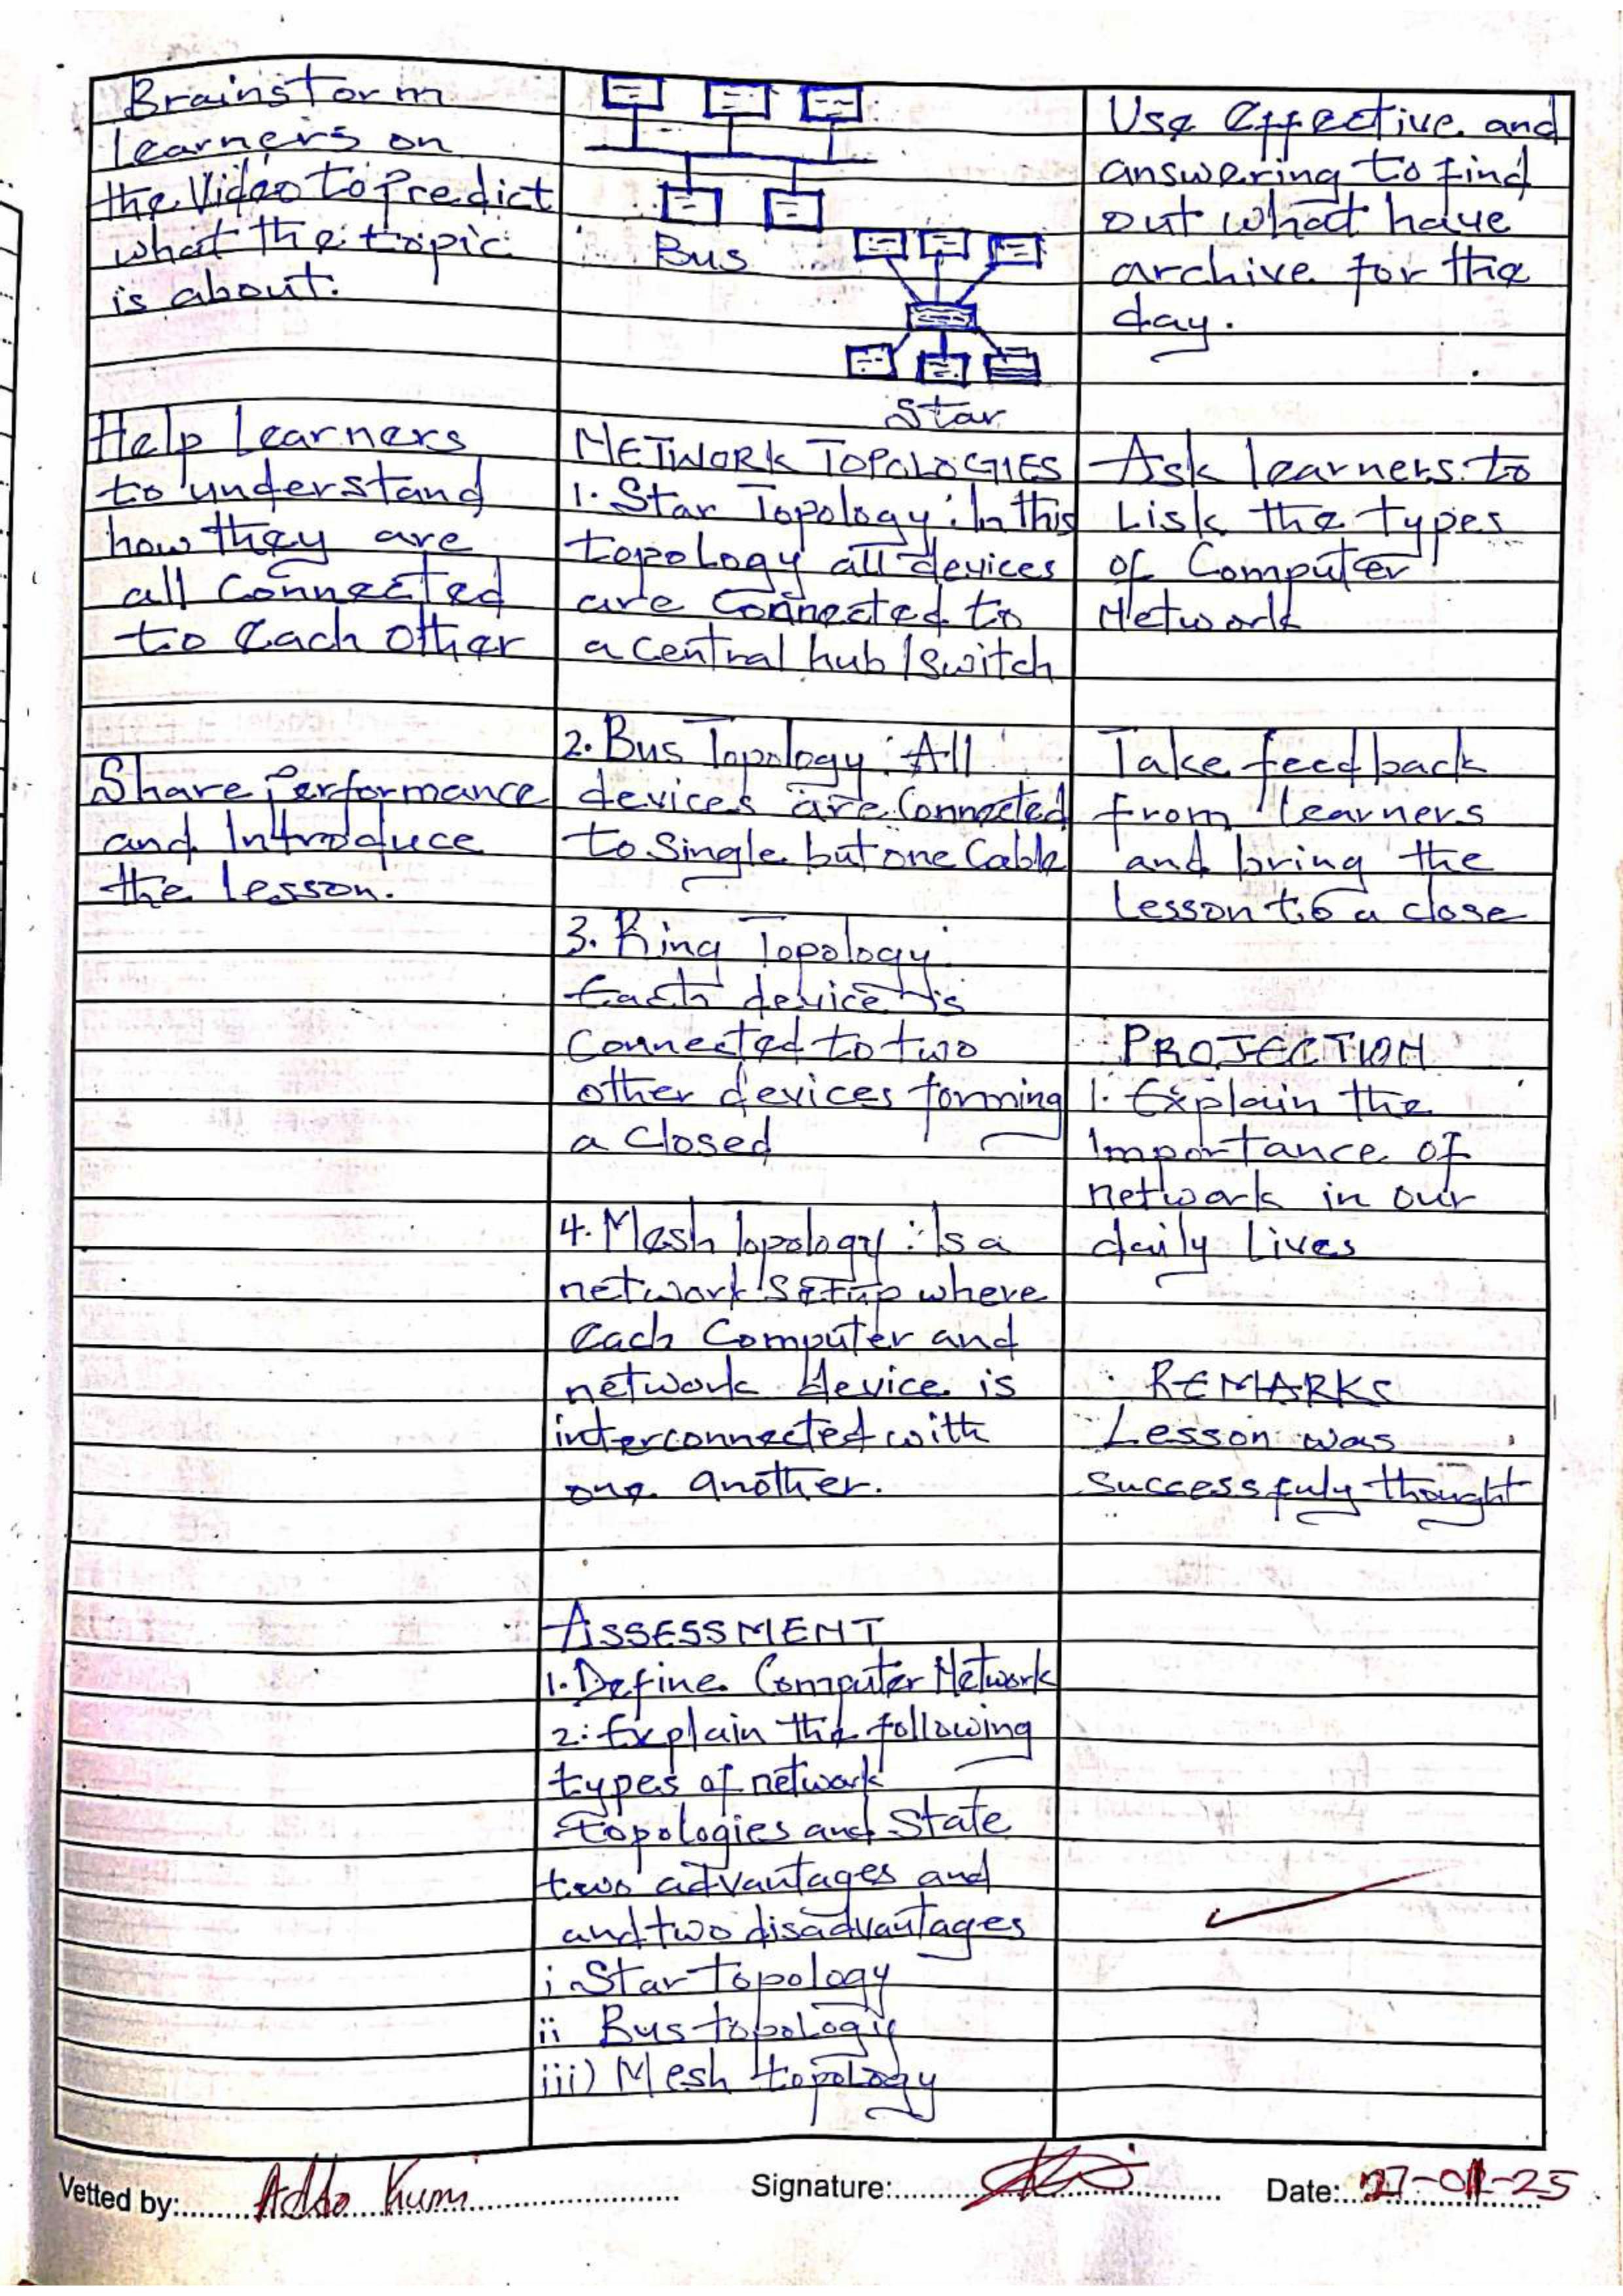 Brainstorm
learners on
the Video to Predict
what the topic
is about.
Help Learners
to understand
how they are
all Connected
to Each other
Share Performance
and Introduce
the lesson.
Bus
Star
NETWORK TOPOLOGIES
1. Star Topology: In this
topology all devices
are Connected to
a Central hub/Switch
2. Bus Topology: All
devices are Connected
to Single but one Cable
3. Ring Topology:
Each device is
Connected to two
other devices forming
a Closed
4. Mesh Topology: Is a
network Setup where
Each Computer and
network device is
interconnected with
one another.
ASSESSMENT
1. Define Computer Network
2. Explain the following
types of network
topologies and State
two advantages and
and two disadvantages
i Star topology
ii Bus topology
iii) Mesh topology
Use Effective and
answering to find
out what have
archive for the
day.
Ask learners to
Lisk the types
of Computer
Network
Take feedback
from learners
and bring the
Lesson to a close
PROJECTION
1. Explain the
Importance of
network in our
daily Lives
REMARKS
Lesson was
Successfuly thought
Vetted by: Addo Kumi Signature: Date: